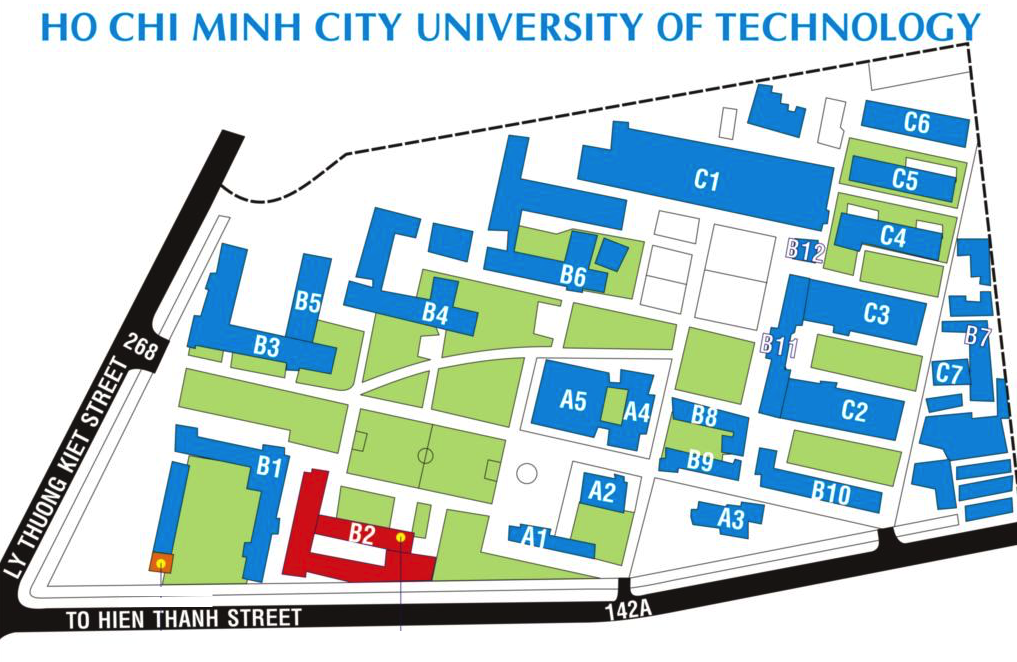 HO CHI MINH CITY UNIVERSITY OF TECHNOLOGY
C6
C5
C1
C4
B12
B6
B5
B4
C3
B3
B11
B7
268
C7
A5
A4
C2
B8
LY THUONG KIET STREET
B1
B9
A2
B10
A3
B2
A1
142A
TO HIEN THANH STREET